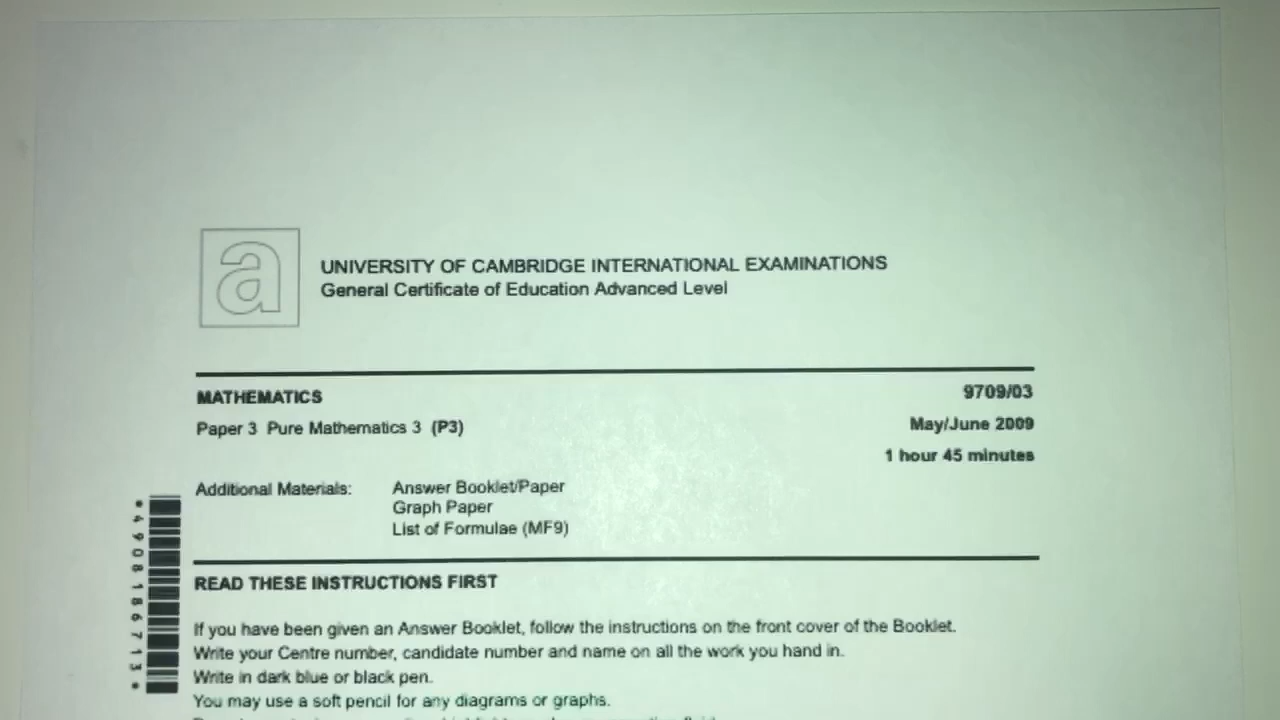 a
UNIVERSITY OF CAMBRIDGE INTERNATIONAL EXAMINATIONS
General Certificate of Education Advanced Level
MATHEMATICS 9709/03
Paper 3 Pure Mathematics 3 (P3) May/June 2009
1 hour 45 minutes
Additional Materials: Answer Booklet/Paper
Graph Paper
List of Formulae (MF9)
*4908186713*
READ THESE INSTRUCTIONS FIRST
If you have been given an Answer Booklet, follow the instructions on the front cover of the Booklet.
Write your Centre number, candidate number and name on all the work you hand in.
Write in dark blue or black pen.
You may use a soft pencil for any diagrams or graphs.